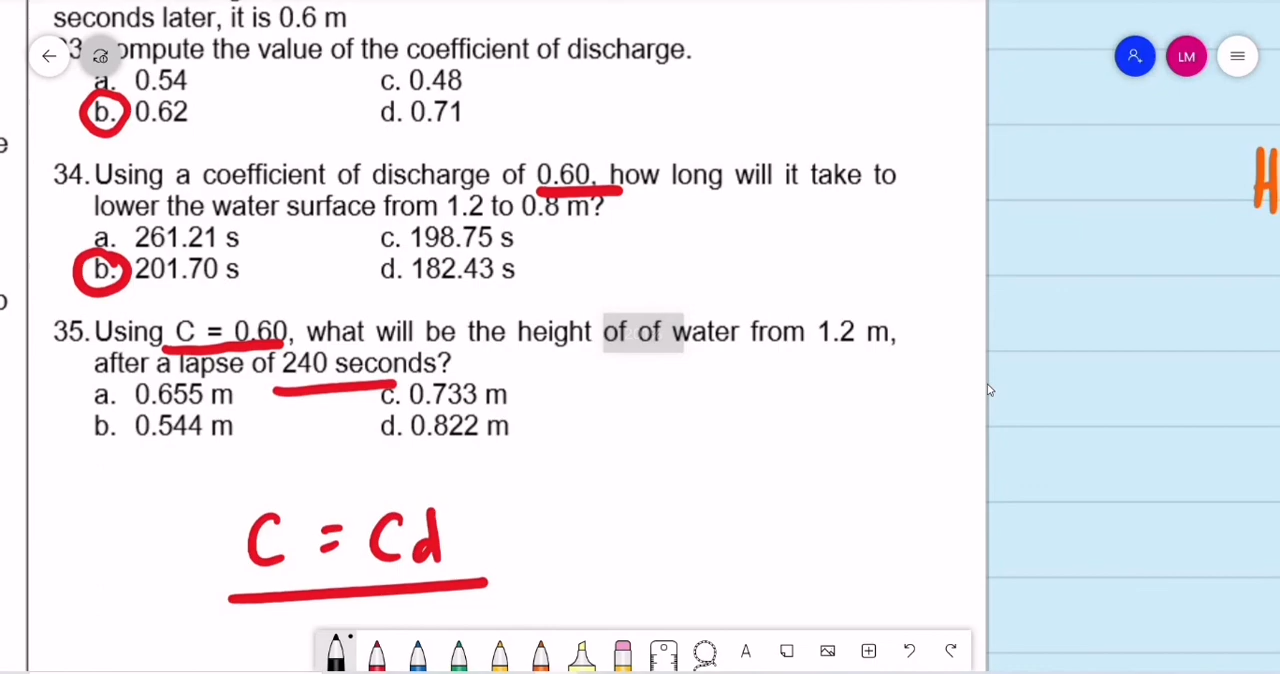 seconds later, it is 0.6 m
ompute the value of the coefficient of discharge.
a. 0.54 c. 0.48
b. 0.62 d. 0.71
34. Using a coefficient of discharge of 0.60, how long will it take to
lower the water surface from 1.2 to 0.8 m?
a. 261.21 s c. 198.75 s
b. 201.70 s d. 182.43 s
35. Using C = 0.60, what will be the height of of water from 1.2 m,
after a lapse of 240 seconds?
a. 0.655 m c. 0.733 m
b. 0.544 m d. 0.822 m
C = Cd
LM
H
A